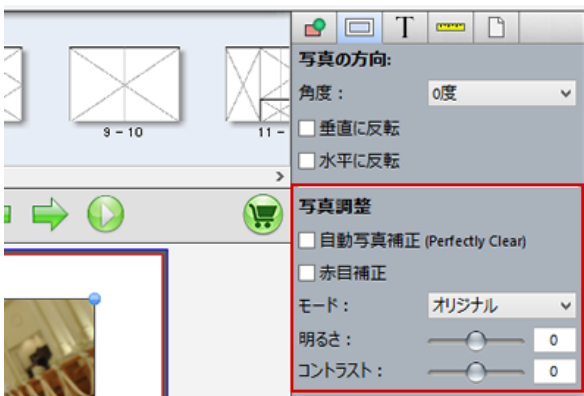 T
写真の方向:
角度：
0度
垂直に反転
水平に反転
9 – 10
11 –
写真調整
自動写真補正 (Perfectly Clear)
赤目補正
モード：
オリジナル
明るさ：
0
コントラスト：
0